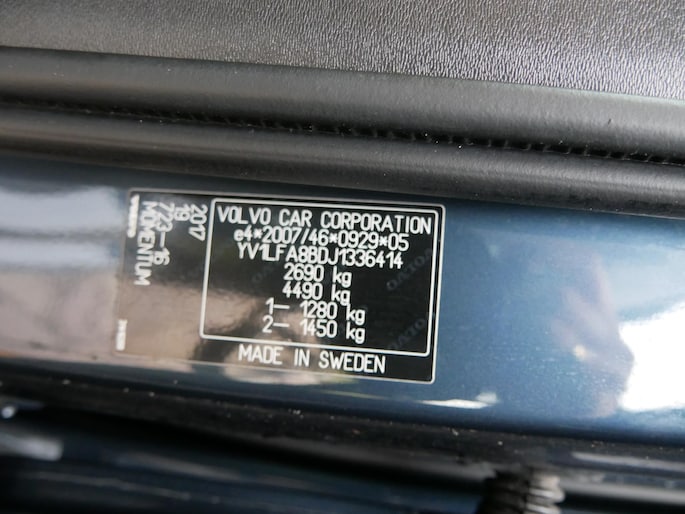 VOLVO CAR CORPORATION
e4*2007/46*0929*05
YV1LFA8BDJ1336414
2690 kg
4490 kg
1– 1280 kg
2– 1450 kg
MADE IN SWEDEN
2017
19
723–16
MOMENTUM